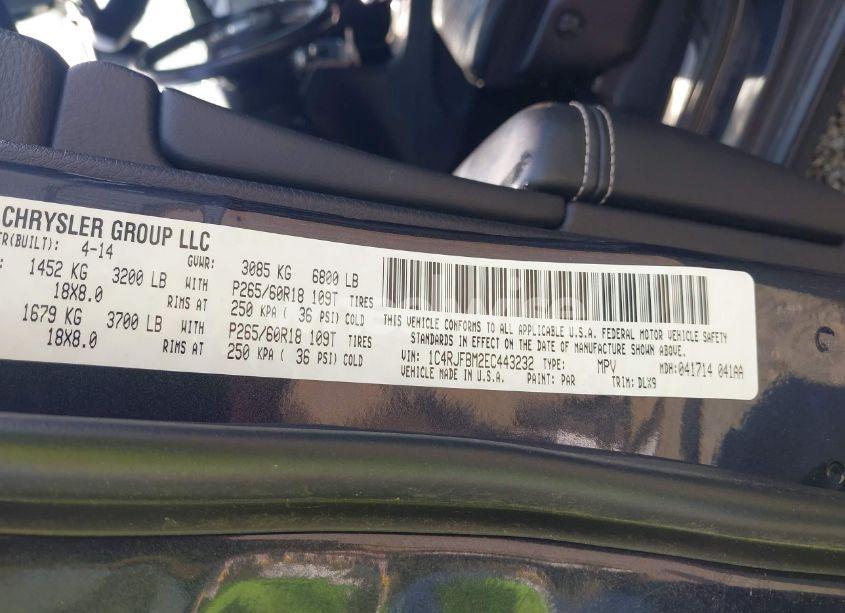 CHRYSLER GROUP LLC
(BUILT): 4-14 GVWR: 3085 KG 6800 LB
1452 KG 3200 LB WITH P265/60R18 109T TIRES
18X8.0 RIMS AT 250 KPA ( 36 PSI) COLD
1679 KG 3700 LB WITH P265/60R18 109T TIRES
18X8.0 RIMS AT 250 KPA ( 36 PSI) COLD
THIS VEHICLE CONFORMS TO ALL APPLICABLE U.S.A. FEDERAL MOTOR VEHICLE SAFETY
STANDARDS IN EFFECT ON THE DATE OF MANUFACTURE SHOWN ABOVE.
VIN: 1C4RJFBM2EC443232 TYPE: MPV MDH:041714 041AA
VEHICLE MADE IN U.S.A. PAINT: PAR TRIM: DLX9